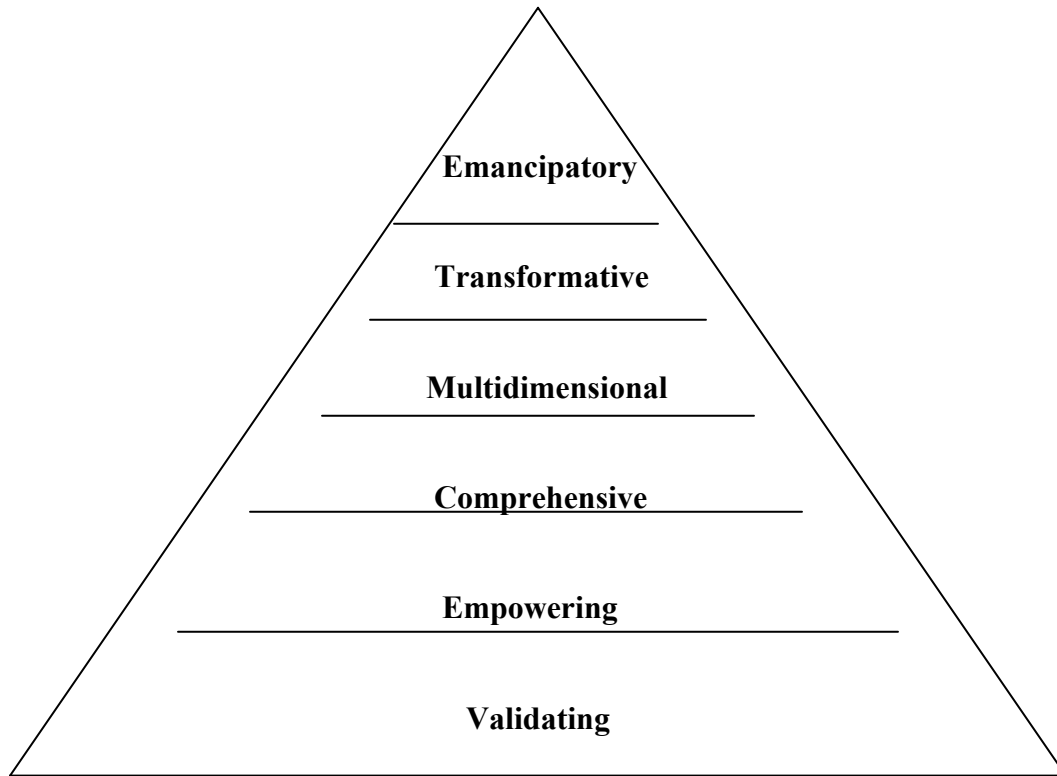 Emancipatory
Transformative
Multidimensional
Comprehensive
Empowering
Validating